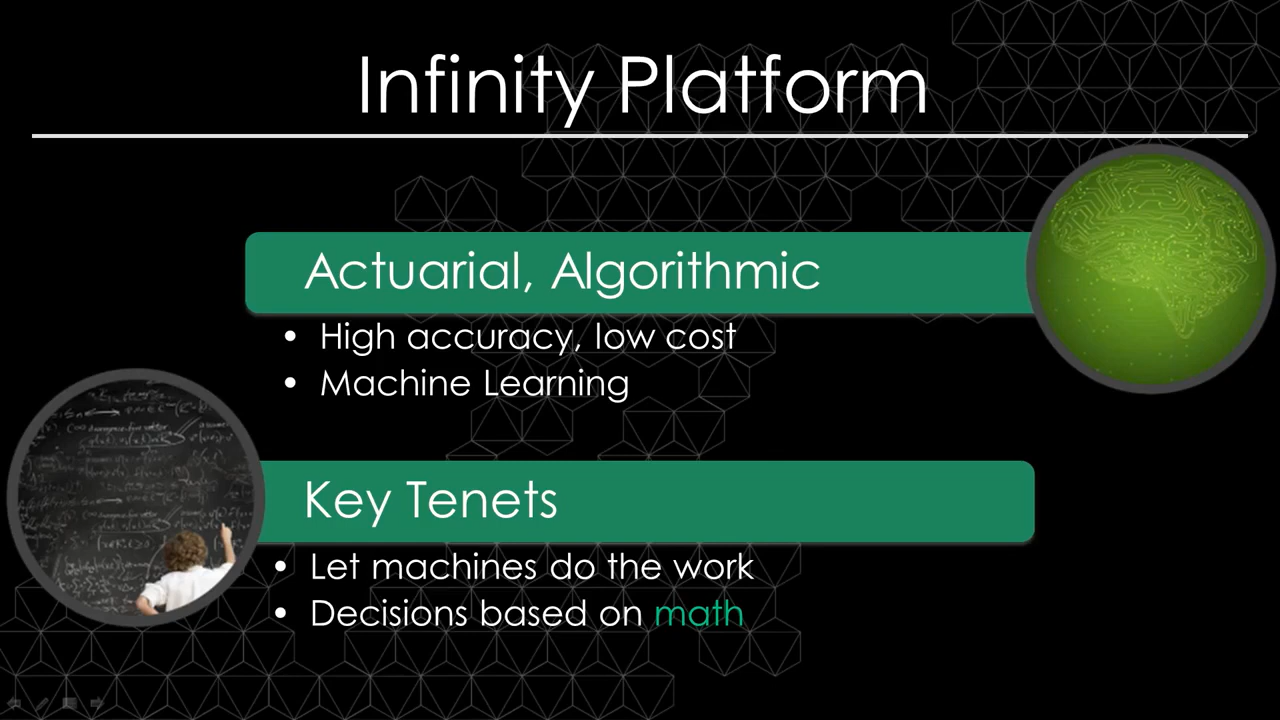 Infinity Platform
Actuarial, Algorithmic
• High accuracy, low cost
• Machine Learning
Key Tenets
• Let machines do the work
• Decisions based on math